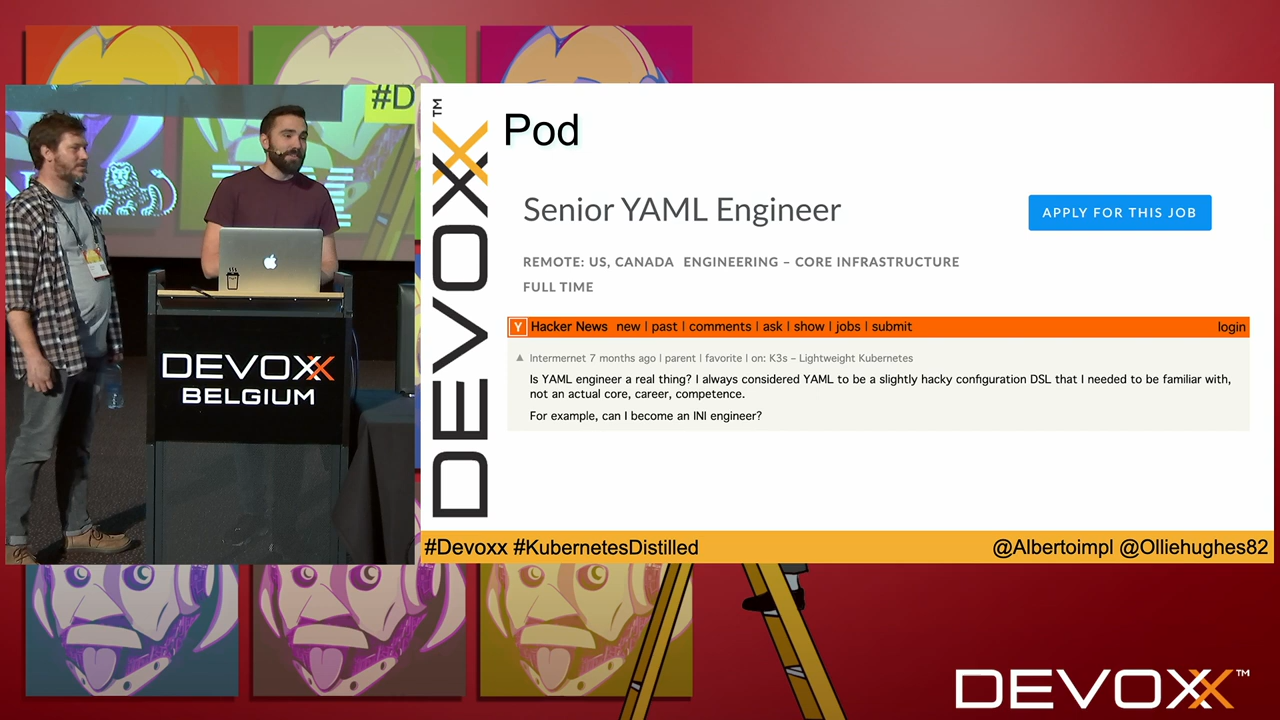 #D
DEVOXX™
Pod
Senior YAML Engineer
APPLY FOR THIS JOB
REMOTE: US, CANADA ENGINEERING – CORE INFRASTRUCTURE
FULL TIME
Y Hacker News new | past | comments | ask | show | jobs | submit login
▲ Intermernet 7 months ago | parent | favorite | on: K3s – Lightweight Kubernetes
Is YAML engineer a real thing? I always considered YAML to be a slightly hacky configuration DSL that I needed to be familiar with,
not an actual core, career, competence.
For example, can I become an INI engineer?
DEVOXX
BELGIUM
#Devoxx #KubernetesDistilled
@Albertoimpl @Olliehughes82
DEVOXX™